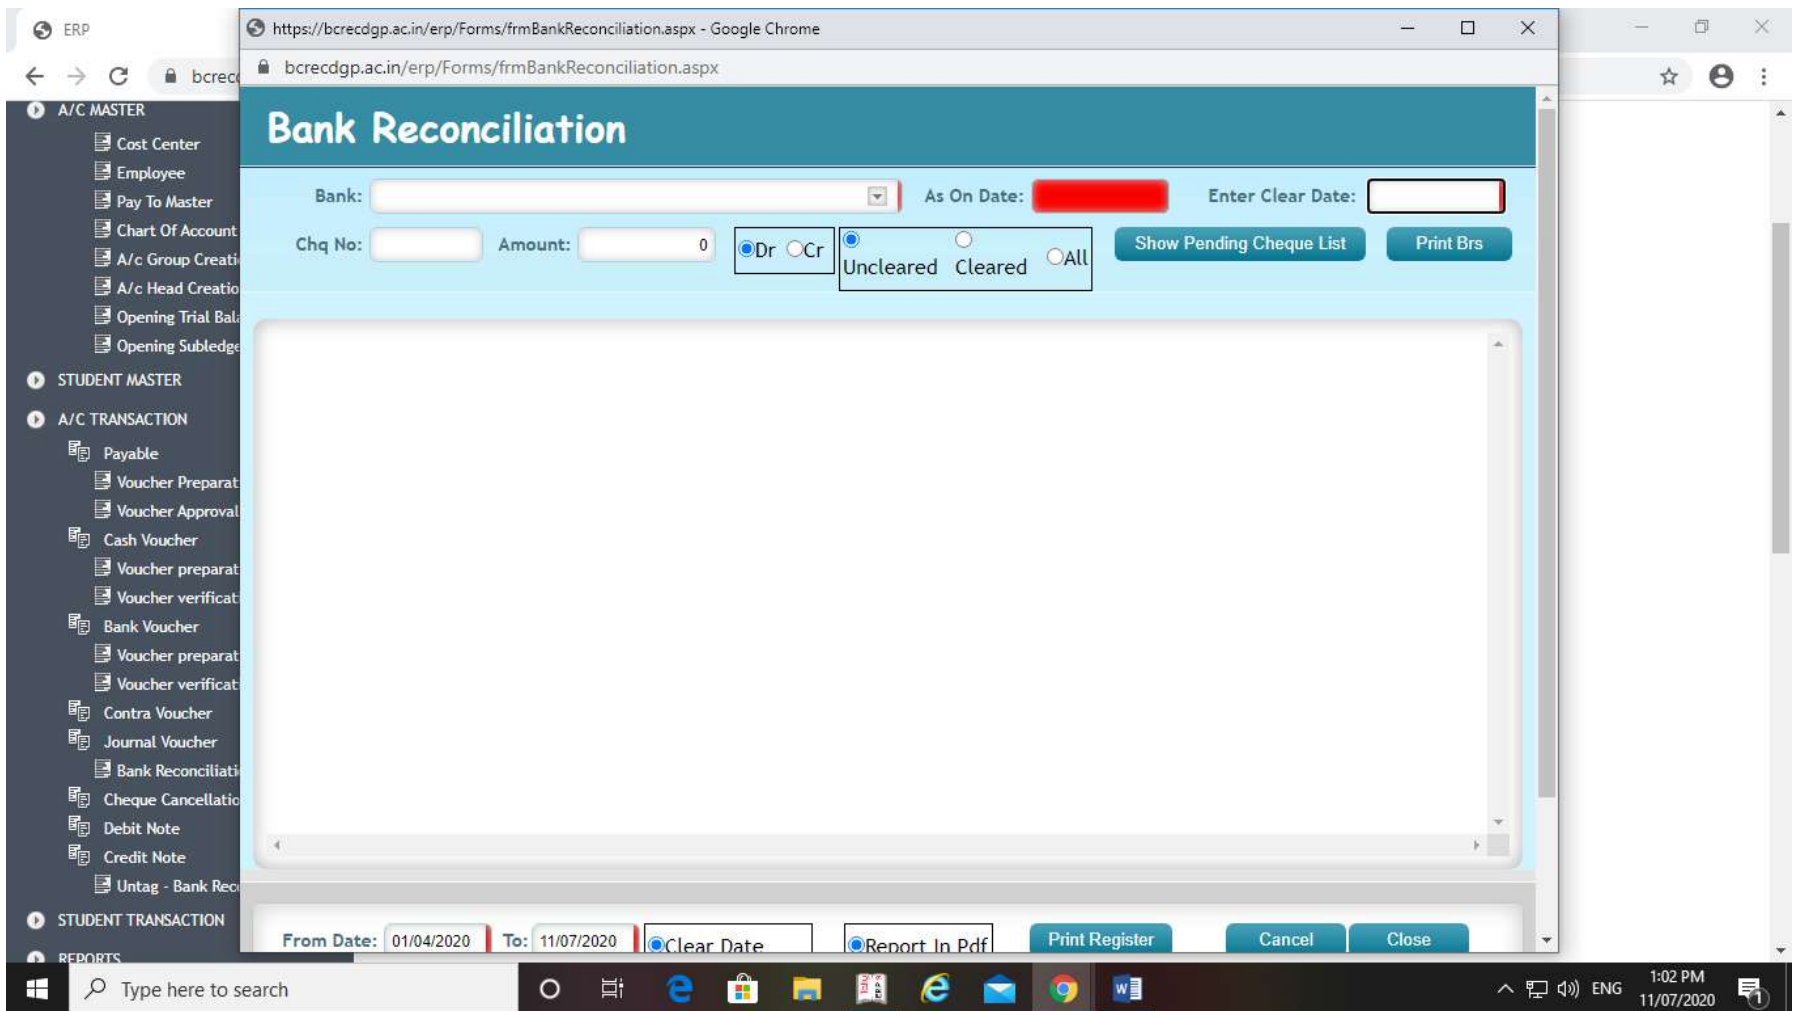 ERP
https://bcrecdgp.ac.in/erp/Forms/frmBankReconciliation.aspx - Google Chrome
bcrec
bcrecdgp.ac.in/erp/Forms/frmBankReconciliation.aspx
A/C MASTER
Cost Center
Employee
Pay To Master
Chart Of Account
A/c Group Creati
A/c Head Creatio
Opening Trial Bala
Opening Subledge
STUDENT MASTER
A/C TRANSACTION
Payable
Voucher Preparat
Voucher Approval
Cash Voucher
Voucher preparat
Voucher verificati
Bank Voucher
Voucher preparat
Voucher verificati
Contra Voucher
Journal Voucher
Bank Reconciliati
Cheque Cancellatio
Debit Note
Credit Note
Untag - Bank Reco
STUDENT TRANSACTION
REPORTS
Bank Reconciliation
Bank: As On Date: Enter Clear Date:
Chq No: Amount: 0 Dr Cr Uncleared Cleared All Show Pending Cheque List Print Brs
From Date: 01/04/2020 To: 11/07/2020 Clear Date Report In Pdf Print Register Cancel Close
Type here to search
ENG
1:02 PM
11/07/2020
1